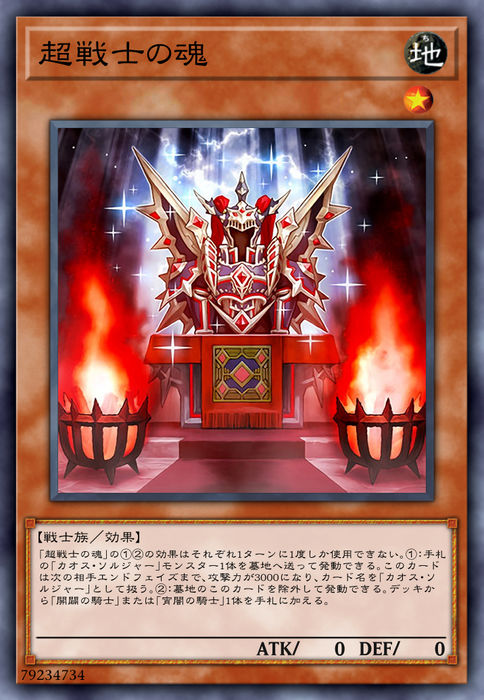 超戦士の魂
ち
地
【戦士族／効果】
「超戦士の魂」の①②の効果はそれぞれ1ターンに1度しか使用できない。①:手札
の「カオス・ソルジャー」モンスター1体を墓地へ送って発動できる。このカード
は次の相手エンドフェイズまで、攻撃力が3000になり、カード名を「カオス・ソ
ルジャー」として扱う。②:墓地のこのカードを除外して発動できる。デッキか
ら「開闢の騎士」または「宵闇の騎士」1体を手札にかえる。
ATK/ 0 DEF/ 0
79234734